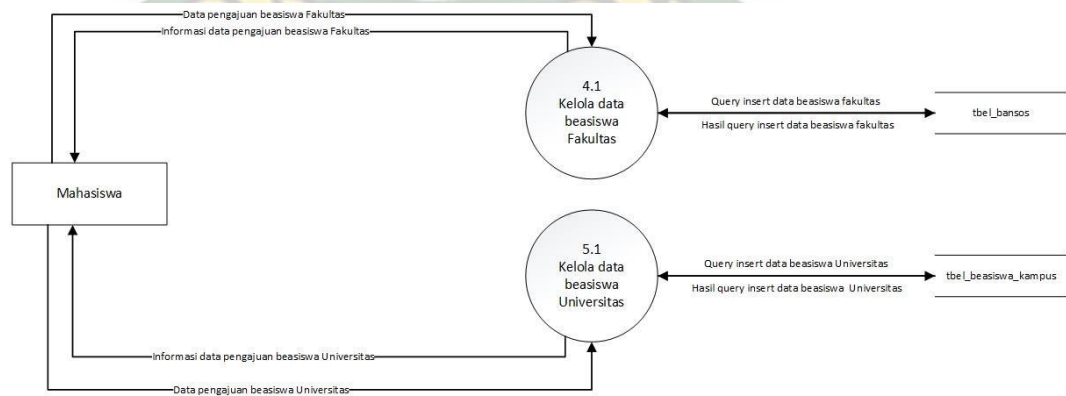 Data pengajuan beasiswa Fakultas
Informasi data pengajuan beasiswa Fakultas
4.1
Kelola data
beasiswa
Fakultas
Query insert data beasiswa fakultas
Hasil query insert data beasiswa fakultas
tbel_bansos
Mahasiswa
5.1
Kelola data
beasiswa
Universitas
Query insert data beasiswa Universitas
Hasil query insert data beasiswa Universitas
tbel_beasiswa_kampus
Informasi data pengajuan beasiswa Universitas
Data pengajuan beasiswa Universitas